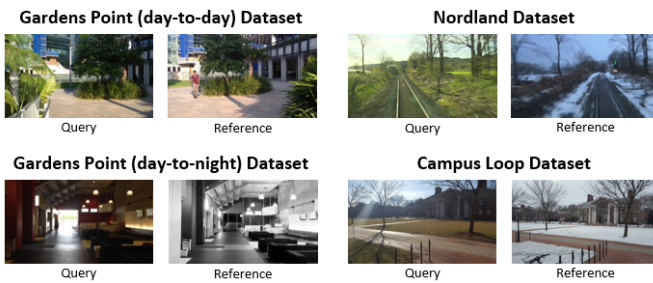 Gardens Point (day-to-day) Dataset
Query
Reference
Nordland Dataset
Query
Reference
Gardens Point (day-to-night) Dataset
Query
Reference
Campus Loop Dataset
Query
Reference